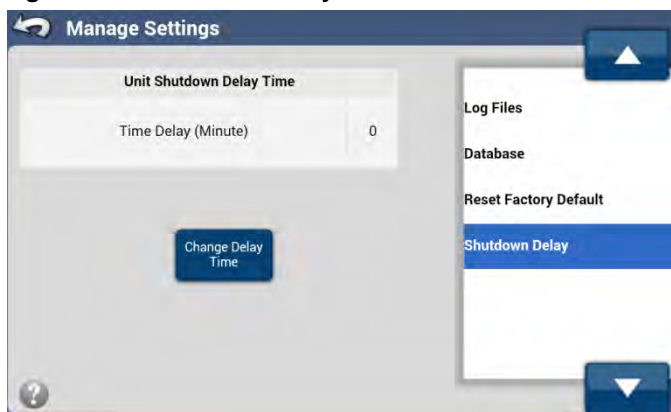 Manage Settings
Unit Shutdown Delay Time
Time Delay (Minute) 0
Change Delay
Time
Log Files
Database
Reset Factory Default
Shutdown Delay
?